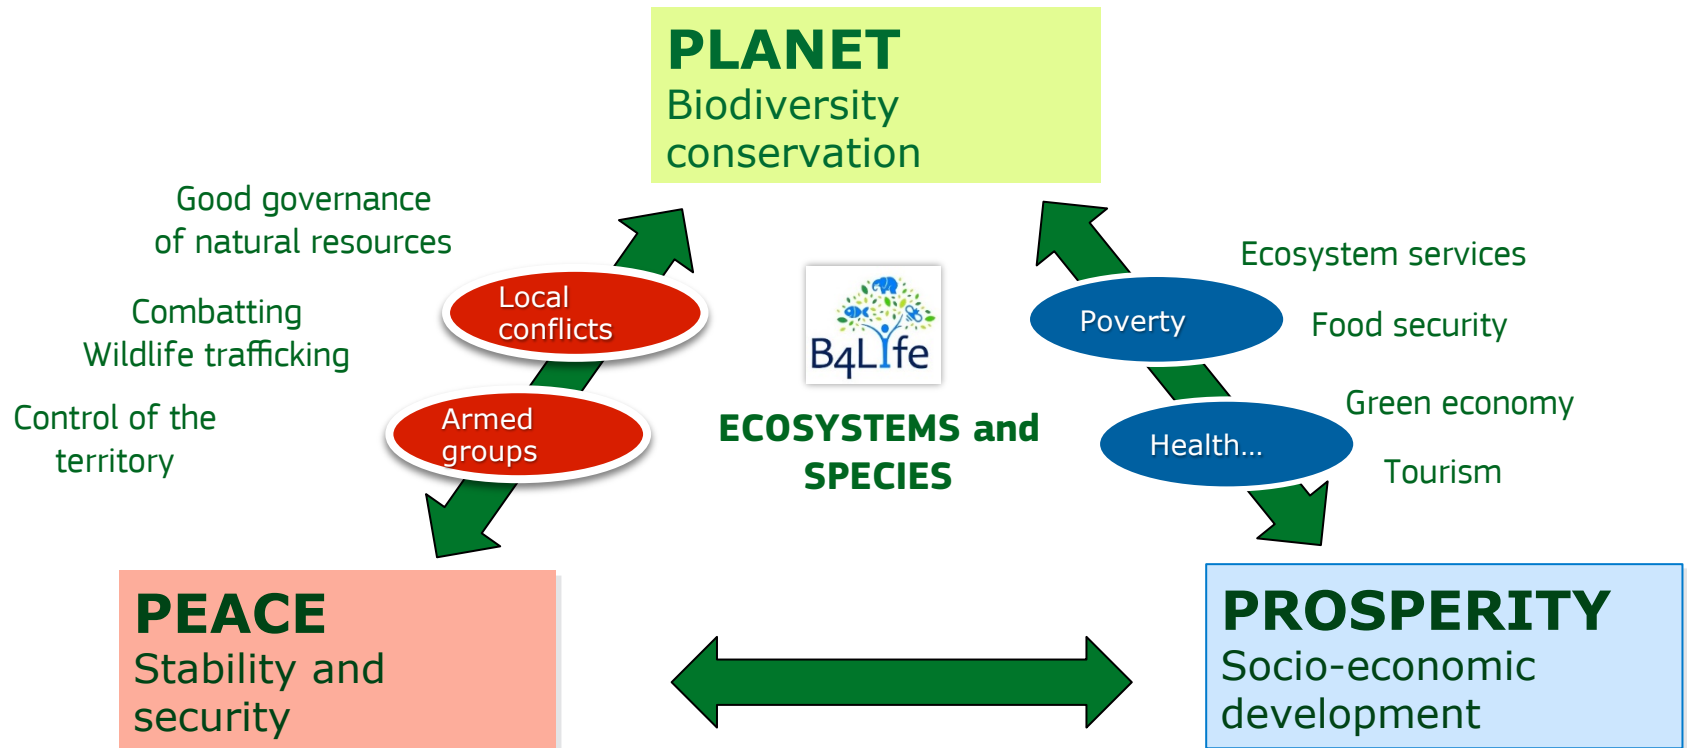 PLANET
Biodiversity
conservation
Good governance
of natural resources
Combatting
Wildlife trafficking
Control of the
territory
Local
conflicts
Armed
groups
B4LIfe
ECOSYSTEMS and
SPECIES
Poverty
Health...
Ecosystem services
Food security
Green economy
Tourism
PEACE
Stability and
security
PROSPERITY
Socio-economic
development